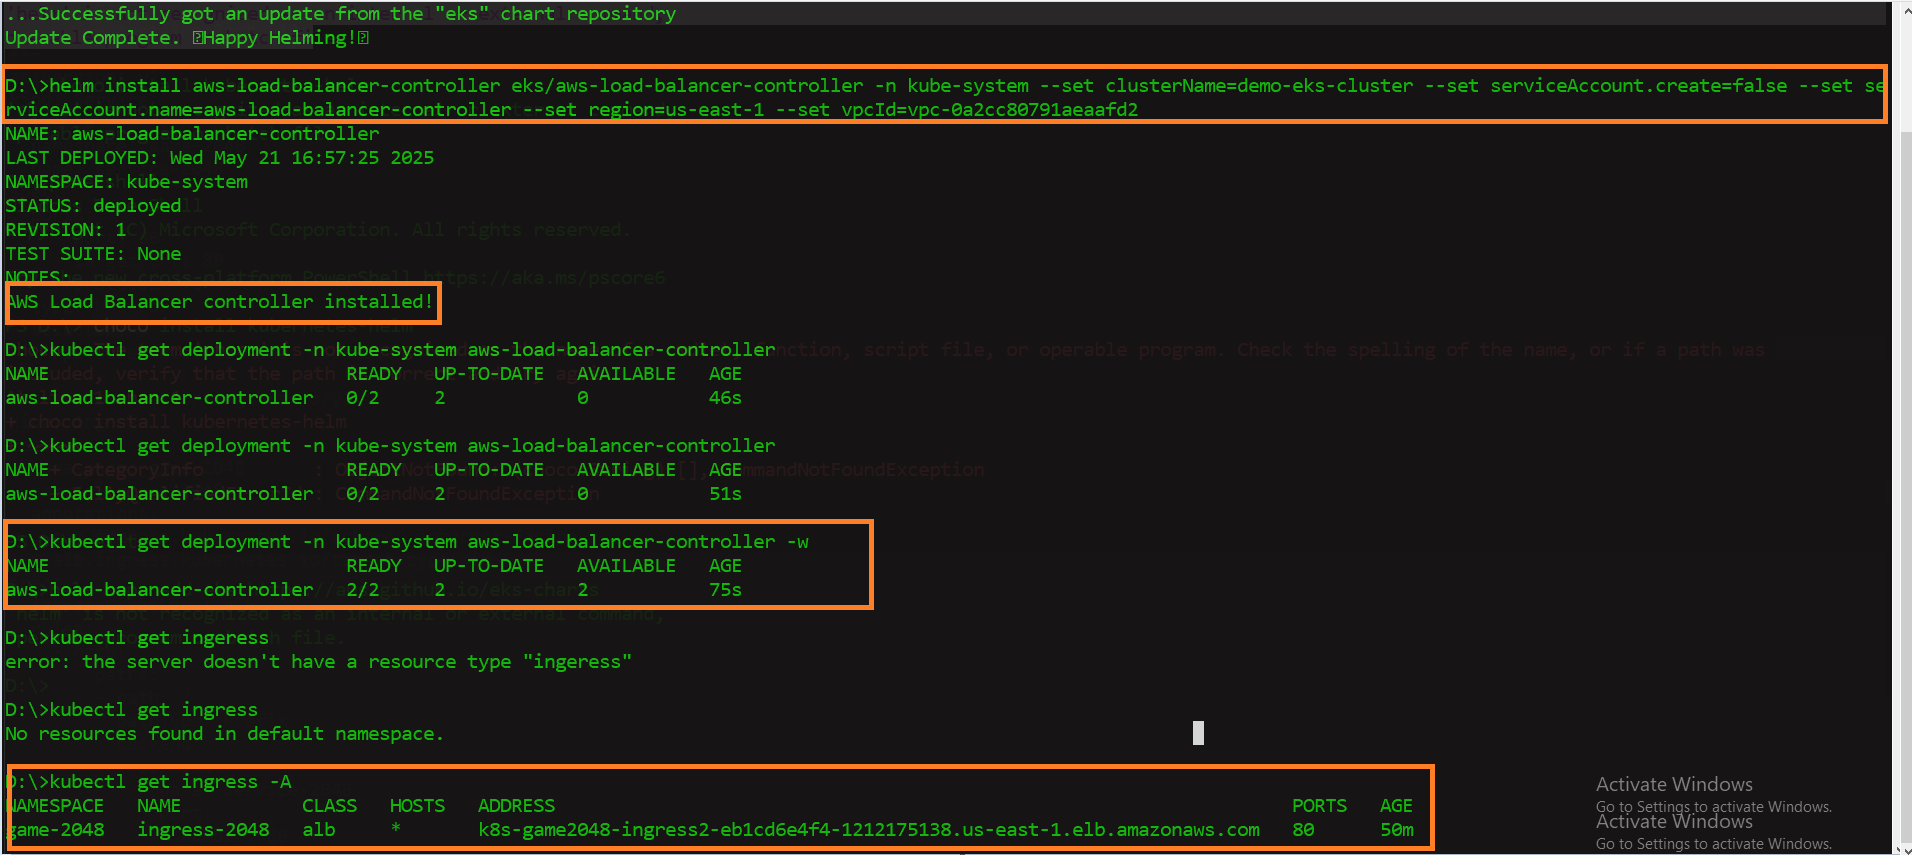 ...Successfully got an update from the "eks" chart repository
Update Complete. ⎈Happy Helming!⎈
D:\>helm install aws-load-balancer-controller eks/aws-load-balancer-controller -n kube-system --set clusterName=demo-eks-cluster --set serviceAccount.create=false --set se
rviceAccount.name=aws-load-balancer-controller --set region=us-east-1 --set vpcId=vpc-0a2cc80791aeaafd2
NAME: aws-load-balancer-controller
LAST DEPLOYED: Wed May 21 16:57:25 2025
NAMESPACE: kube-system
STATUS: deployed
REVISION: 1
TEST SUITE: None
NOTES:
AWS Load Balancer controller installed!
D:\>kubectl get deployment -n kube-system aws-load-balancer-controller
NAME READY UP-TO-DATE AVAILABLE AGE
aws-load-balancer-controller 0/2 2 0 46s
D:\>kubectl get deployment -n kube-system aws-load-balancer-controller
NAME READY UP-TO-DATE AVAILABLE AGE
aws-load-balancer-controller 0/2 2 0 51s
D:\>kubectl get deployment -n kube-system aws-load-balancer-controller -w
NAME READY UP-TO-DATE AVAILABLE AGE
aws-load-balancer-controller 2/2 2 2 75s
D:\>kubectl get ingeress
error: the server doesn't have a resource type "ingeress"
D:\>
D:\>kubectl get ingress
No resources found in default namespace.
D:\>kubectl get ingress -A
NAMESPACE NAME CLASS HOSTS ADDRESS PORTS AGE
game-2048 ingress-2048 alb * k8s-game2048-ingress2-eb1cd6e4f4-1212175138.us-east-1.elb.amazonaws.com 80 50m
Activate Windows
Go to Settings to activate Windows.
Activate Windows
Go to Settings to activate Windows.